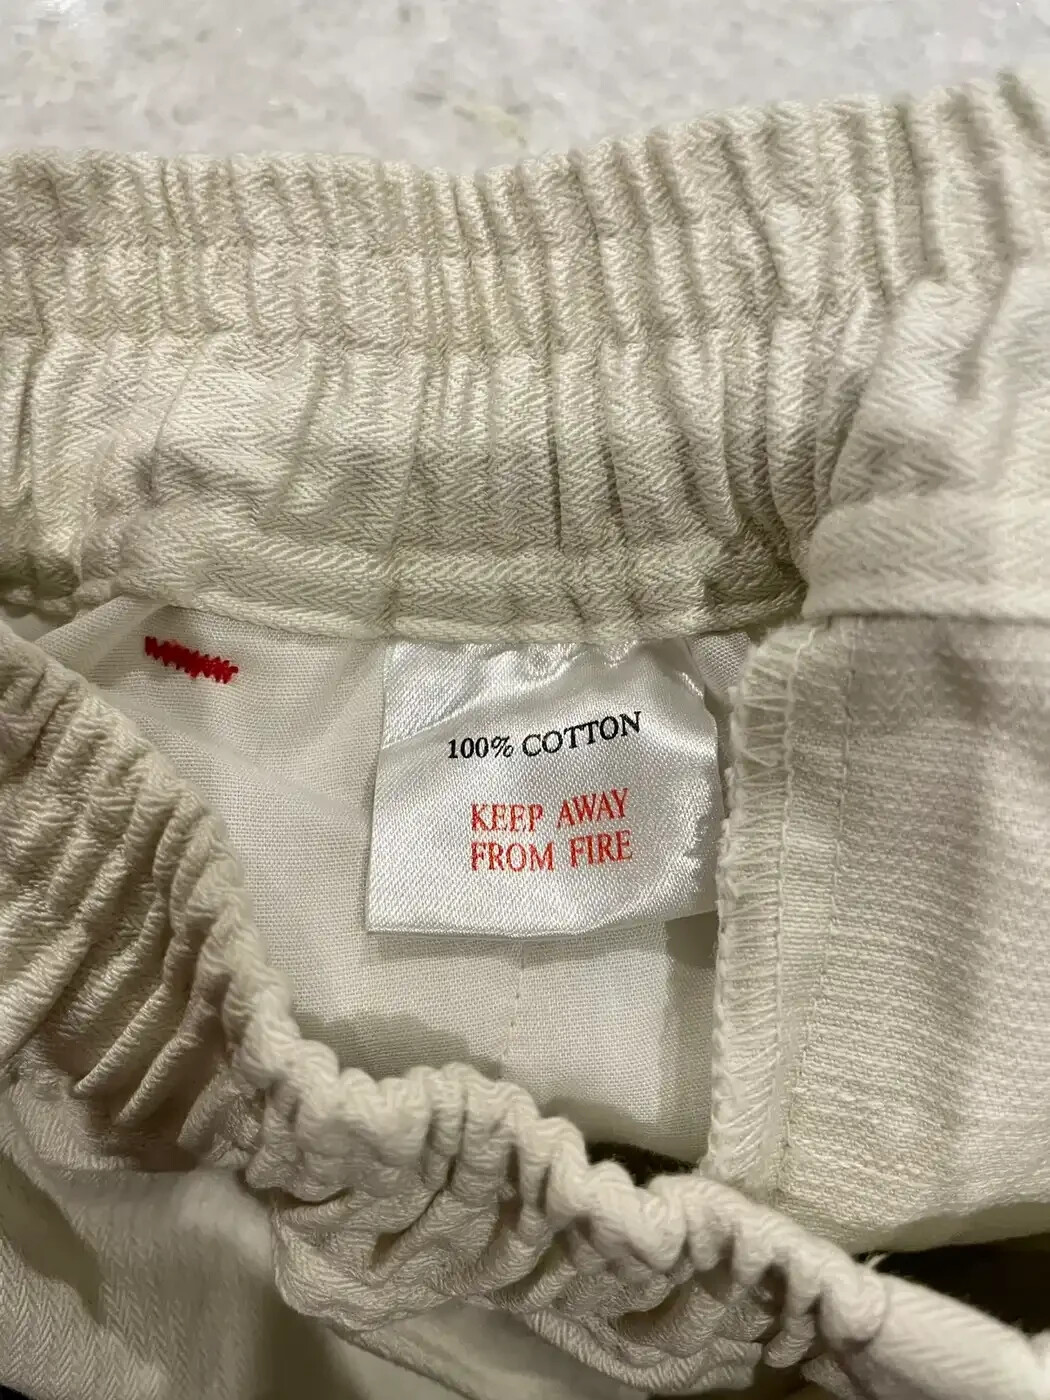 100% COTTON
KEEP AWAY
FROM FIRE